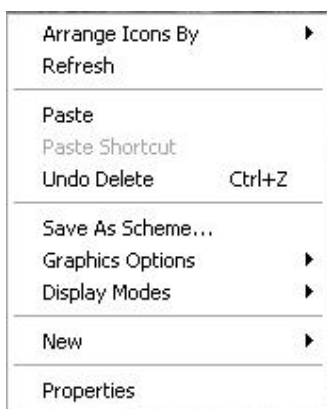 Arrange Icons By
Refresh
Paste
Paste Shortcut
Undo Delete Ctrl+Z
Save As Scheme...
Graphics Options
Display Modes
New
Properties